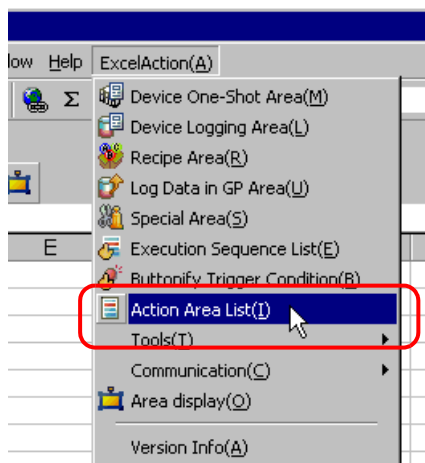 low Help ExcelAction(A)
Σ
Device One-Shot Area(M)
Device Logging Area(L)
Recipe Area(R)
Log Data in GP Area(U)
Special Area(S)
E
Execution Sequence List(E)
Buttonify Trigger Condition(B)
Action Area List(I)
Tools(T)
Communication(C)
Area display(O)
Version Info(A)